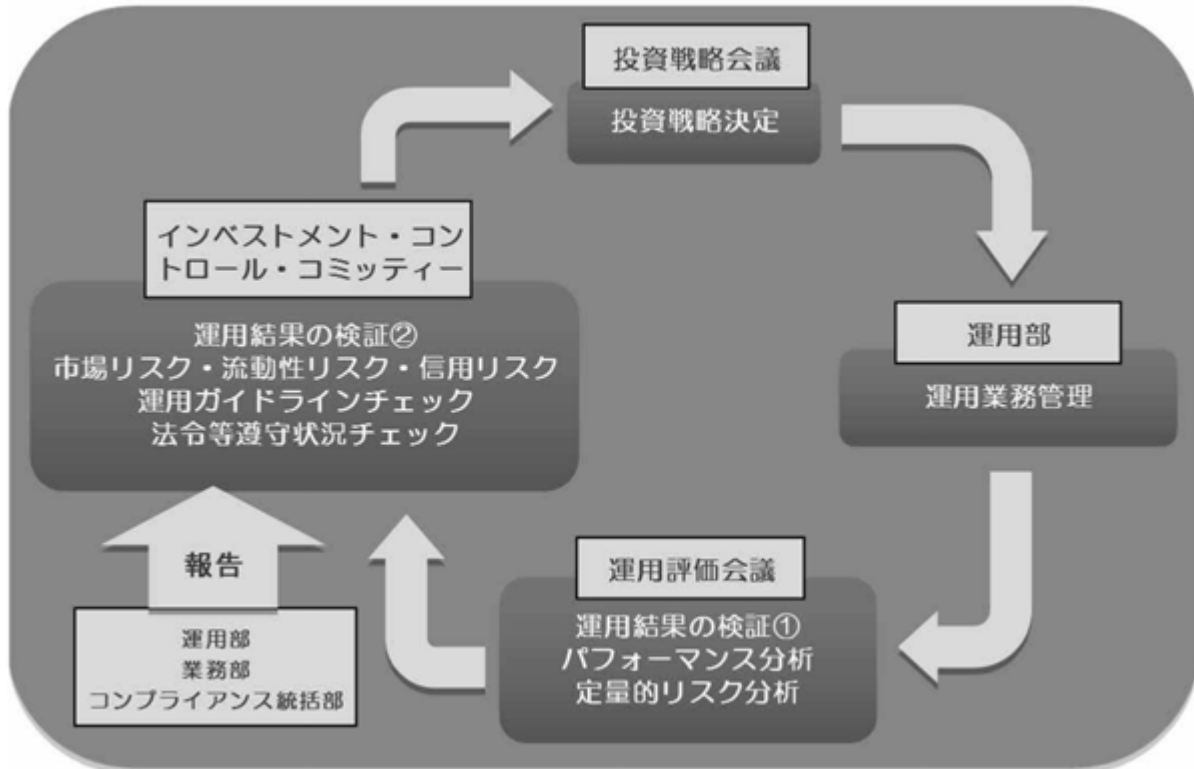 投資戦略会議
投資戦略決定
運用部
運用業務管理
運用評価会議
運用結果の検証①
パフォーマンス分析
定量的リスク分析
インベストメント・コン
トロール・コミッティー
運用結果の検証②
市場リスク・流動性リスク・信用リスク
運用ガイドラインチェック
法令等遵守状況チェック
報告
運用部
業務部
コンプライアンス統括部